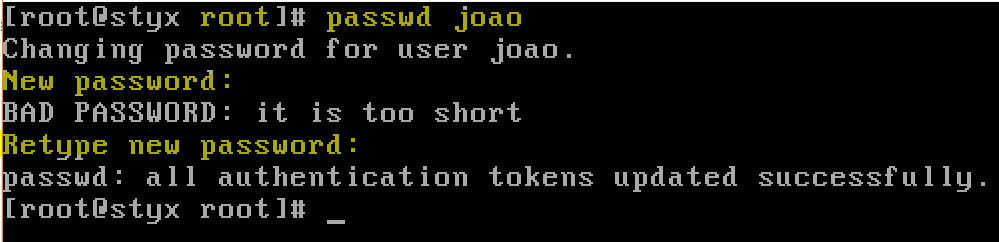 [root@styx root]# passwd joao
Changing password for user joao.
New password:
BAD PASSWORD: it is too short
Retype new password:
passwd: all authentication tokens updated successfully.
[root@styx root]# _